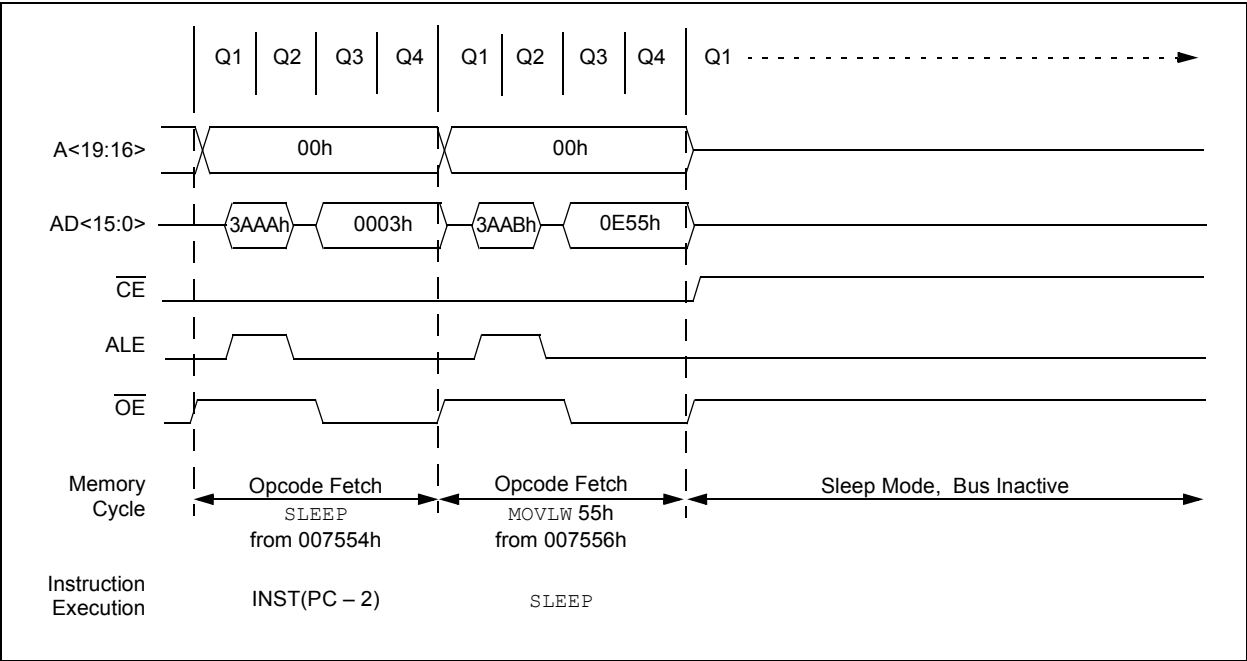 Q1 Q2 Q3 Q4 Q1 Q2 Q3 Q4 Q1
A<19:16> 00h 00h
AD<15:0> 3AAAh 0003h 3AABh 0E55h
CE
ALE
OE
Memory Cycle
Opcode Fetch
SLEEP
from 007554h
Opcode Fetch
MOVLW 55h
from 007556h
Sleep Mode, Bus Inactive
Instruction Execution
INST(PC – 2)
SLEEP